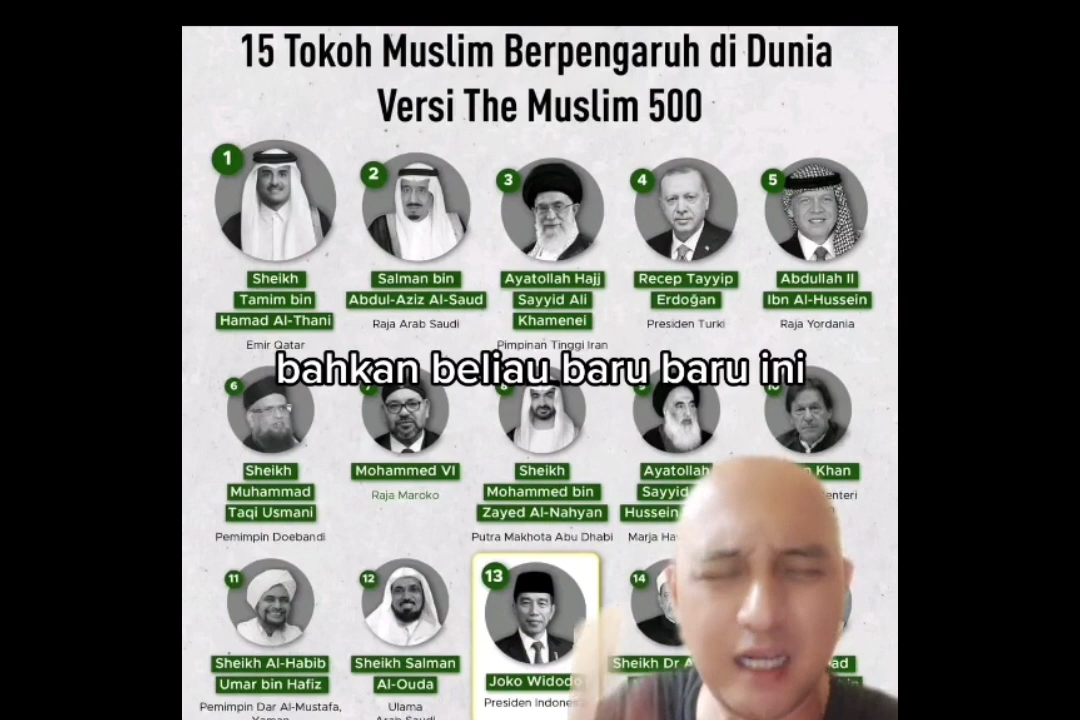 15 Tokoh Muslim Berpengaruh di Dunia
Versi The Muslim 500
1
2
3
4
5
Sheikh
Tamim bin
Hamad Al-Thani
Emir Qatar
Salman bin
Abdul-Aziz Al-Saud
Raja Arab Saudi
Ayatollah Hajj
Sayyid Ali
Khamenei
Pimpinan Tinggi Iran
Recep Tayyip
Erdoğan
Presiden Turki
Abdullah II
Ibn Al-Hussein
Raja Yordania
bahkan beliau baru baru ini
6
Sheikh
Muhammad
Taqi Usmani
Pemimpin Doebandi
Mohammed VI
Raja Maroko
Sheikh
Mohammed bin
Zayed Al-Nahyan
Putra Makhota Abu Dhabi
Ayatollah
Sayyid
Hussein
Marja
Khan
11
12
13
14
Sheikh Al-Habib
Umar bin Hafiz
Pemimpin Dar Al-Mustafa,
Yaman
Sheikh Salman
Al-Ouda
Ulama
Arab Saudi
Joko Widodo
Presiden
Sheikh Dr